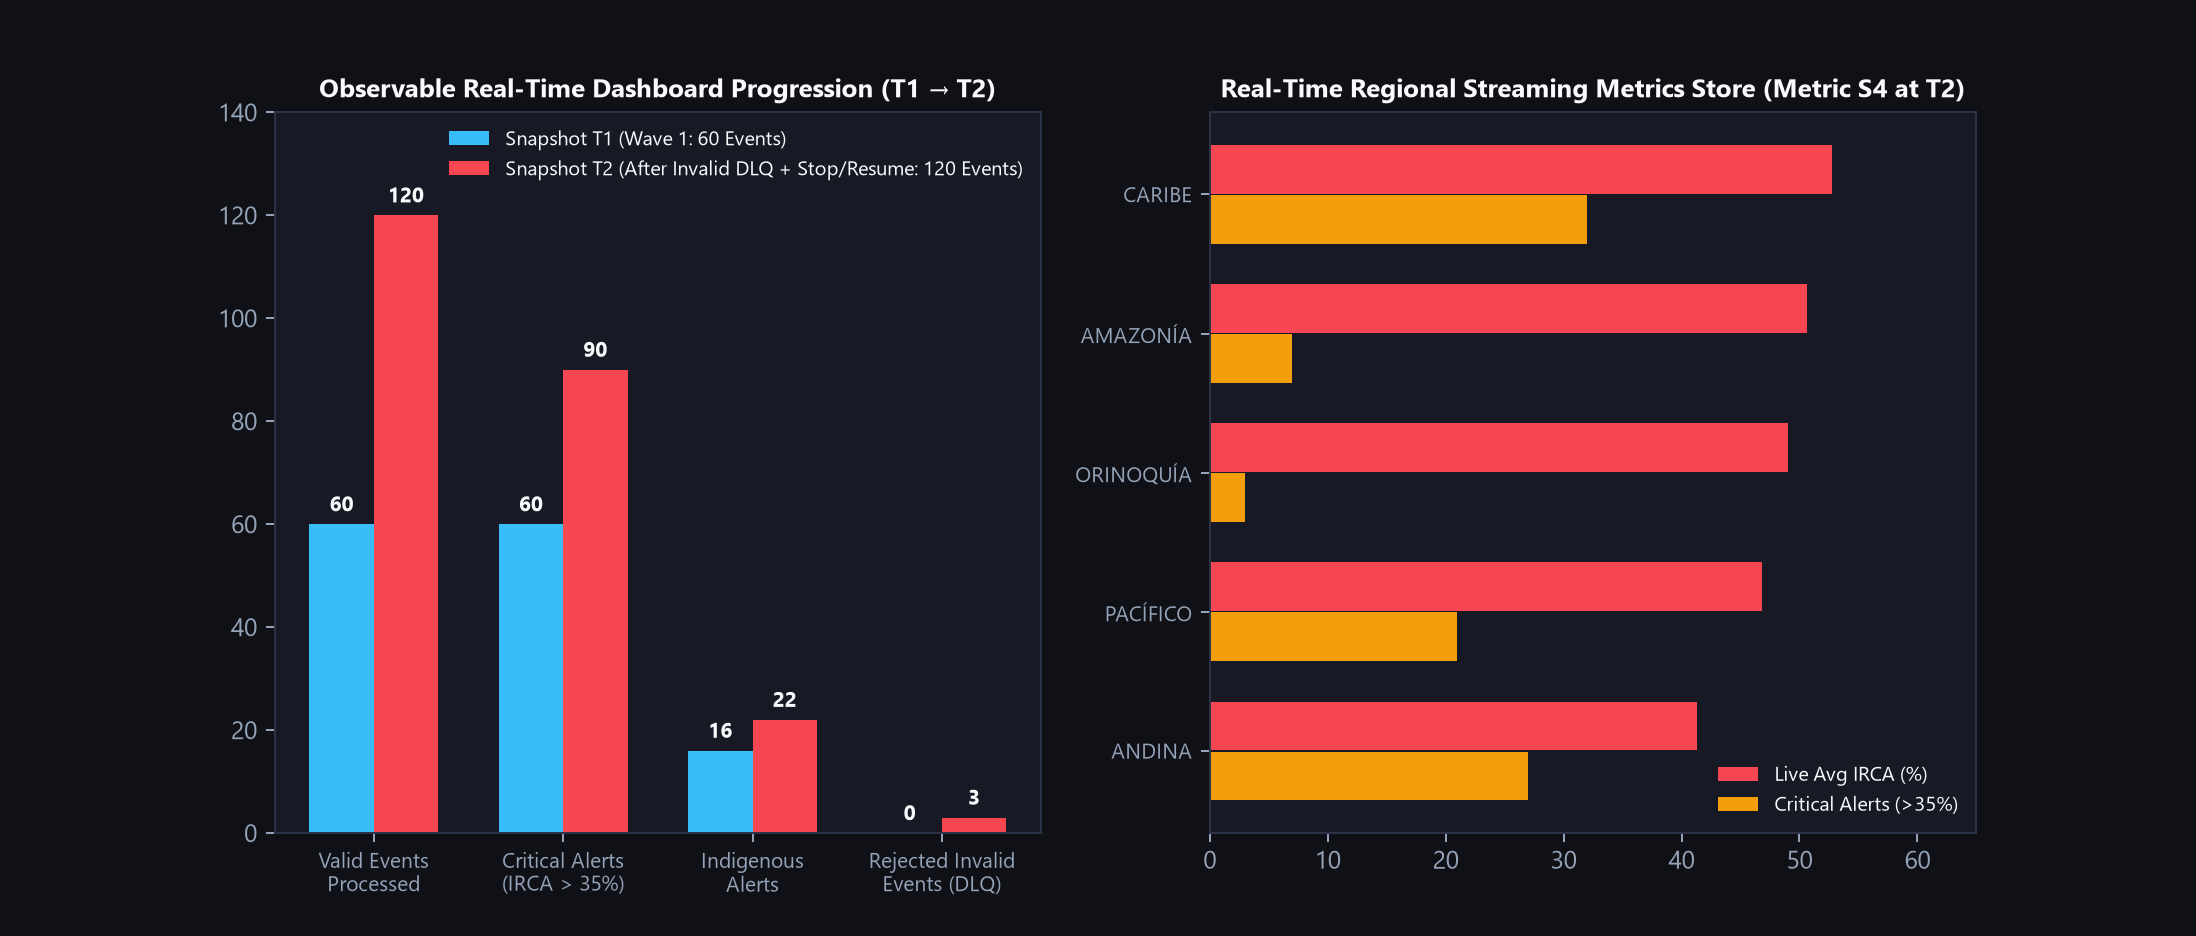 Observable Real-Time Dashboard Progression (T1 → T2)
140
120
100
80
60
40
20
0
Snapshot T1 (Wave 1: 60 Events)
Snapshot T2 (After Invalid DLQ + Stop/Resume: 120 Events)
60
120
60
90
16
22
0
3
Valid Events
Processed
Critical Alerts
(IRCA > 35%)
Indigenous
Alerts
Rejected Invalid
Events (DLQ)
Real-Time Regional Streaming Metrics Store (Metric S4 at T2)
CARIBE
AMAZONÍA
ORINOQUÍA
PACÍFICO
ANDINA
Live Avg IRCA (%)
Critical Alerts (>35%)
0
10
20
30
40
50
60